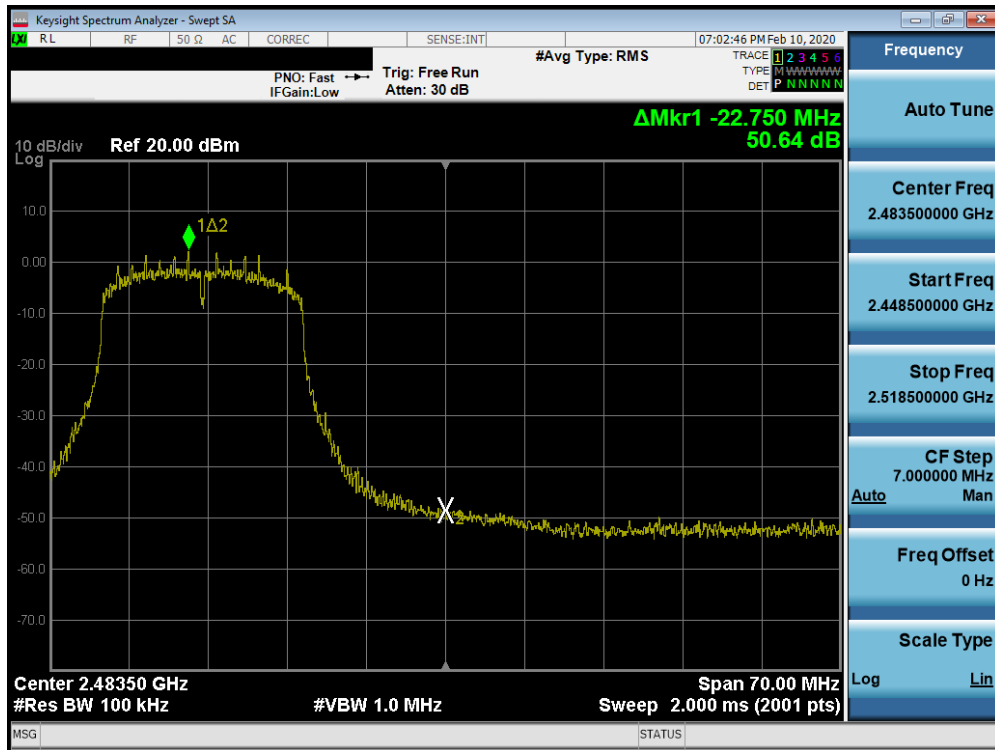 Keysight Spectrum Analyzer - Swept SA
LXI RL RF 50 Ω AC CORREC SENSE:INT 07:02:46 PM Feb 10, 2020
PNO: Fast Trig: Free Run #Avg Type: RMS TRACE 1 2 3 4 5 6
IFGain:Low Atten: 30 dB TYPE M WWWWW
DET P N N N N N
ΔMkr1 -22.750 MHz
50.64 dB
10 dB/div Ref 20.00 dBm
Log
10.0
1Δ2
0.00
-10.0
-20.0
-30.0
-40.0
-50.0
X2
-60.0
-70.0
Center 2.48350 GHz Span 70.00 MHz
#Res BW 100 kHz #VBW 1.0 MHz Sweep 2.000 ms (2001 pts)
MSG STATUS
Frequency
Auto Tune
Center Freq
2.483500000 GHz
Start Freq
2.448500000 GHz
Stop Freq
2.518500000 GHz
CF Step
7.000000 MHz
Auto Man
Freq Offset
0 Hz
Scale Type
Log Lin